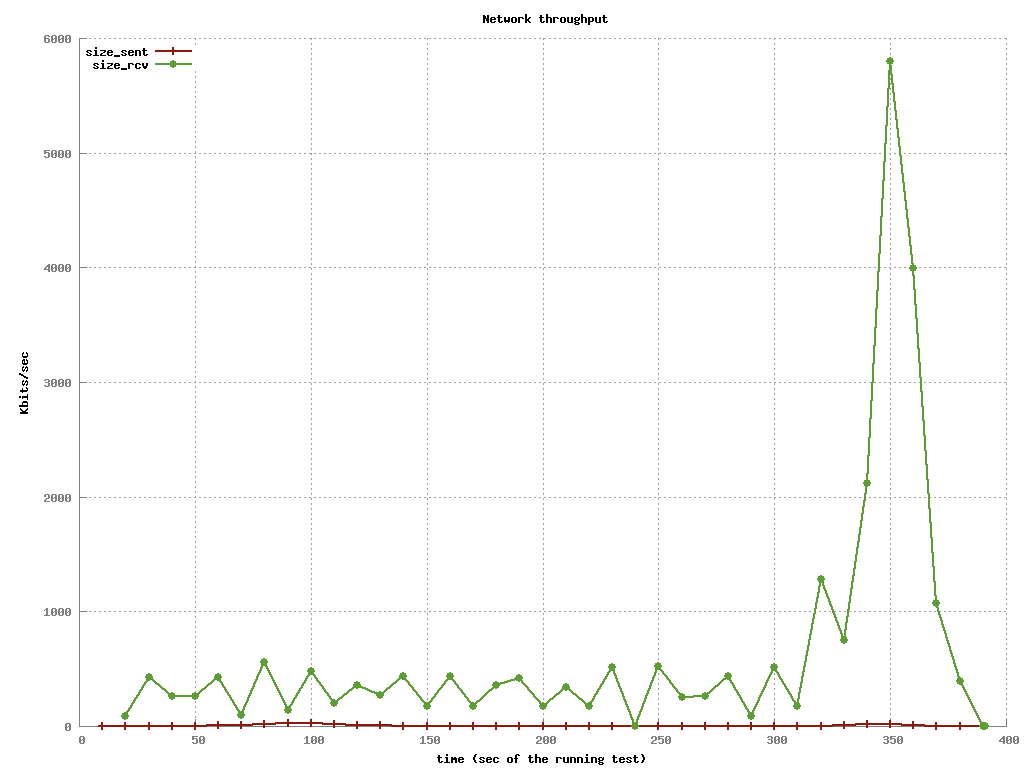 Network throughput
6000
size_sent
size_rcv
5000
4000
3000
Kbits/sec
2000
1000
0
0 50 100 150 200 250 300 350 400
time (sec of the running test)